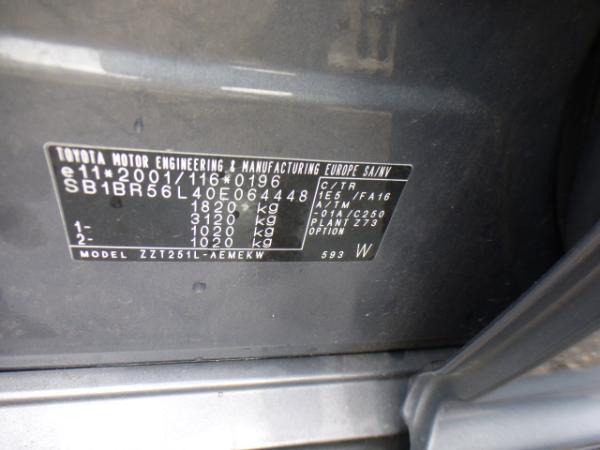 TOYOTA MOTOR ENGINEERING & MANUFACTURING EUROPE SA/NV
e11*2001/116*0196
SB1BR56L40E064448
1820 kg
3120 kg
1- 1020 kg
2- 1020 kg
C/TR
1E5 /FA16
A/TM
-01A/C250
PLANT Z73
OPTION
593 W
MODEL ZZT251L-AEMEKW